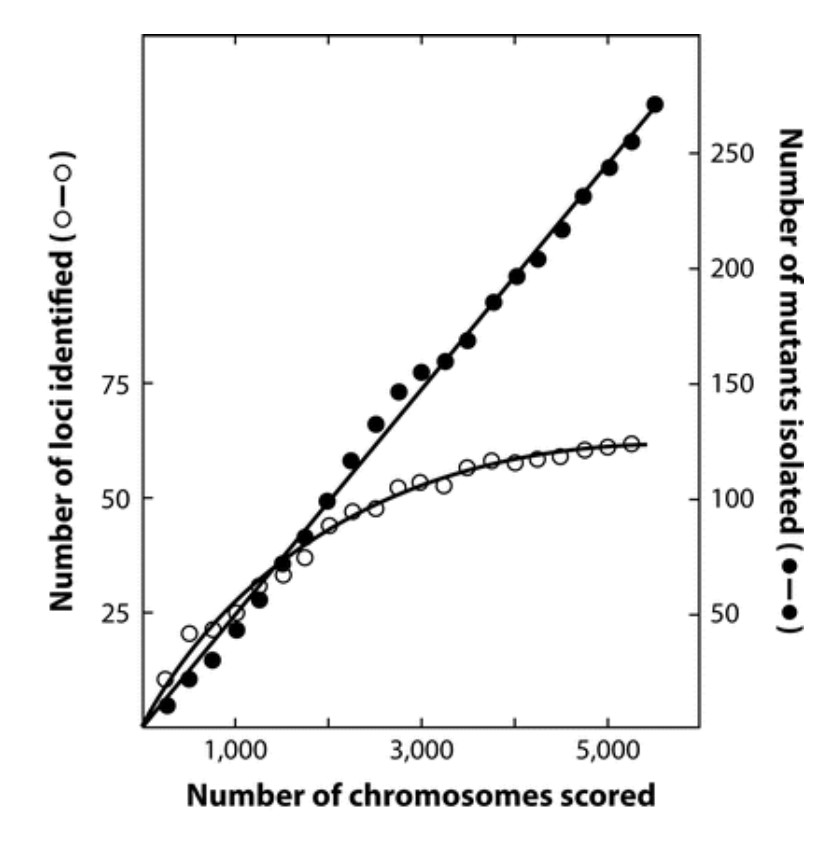 Number of loci identified (○–○)
75
50
25
250
200
150
100
50
Number of mutants isolated (●–●)
1,000 3,000 5,000
Number of chromosomes scored